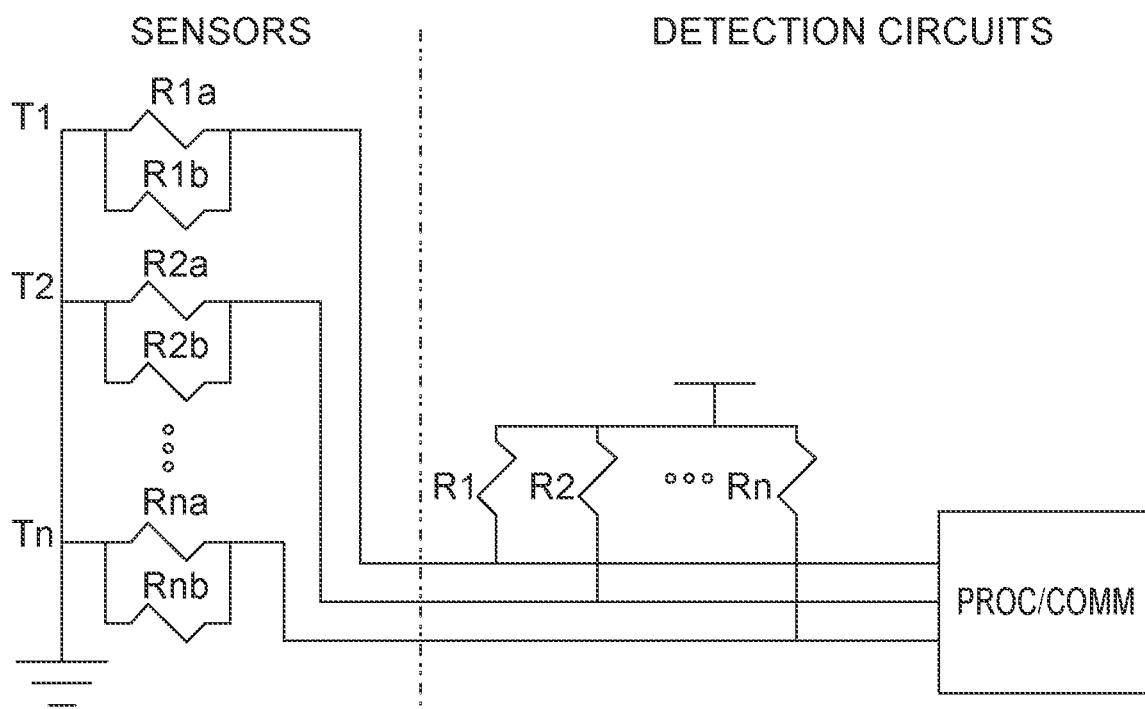 SENSORS
DETECTION CIRCUITS
T1
R1a
R1b
T2
R2a
R2b
Tn
Rna
Rnb
R1
R2
Rn
PROC/COMM